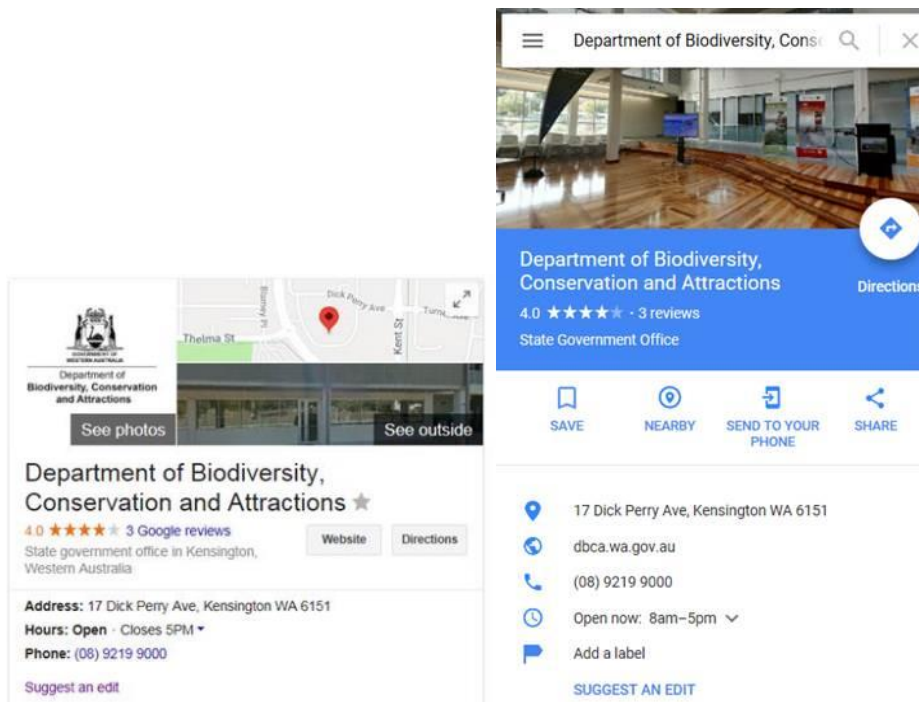 Dick Perry Ave
Thelma St
Kent St
GOVERNMENT OF
WESTERN AUSTRALIA
Department of
Biodiversity, Conservation
and Attractions
See photos
See outside
Department of Biodiversity,
Conservation and Attractions
4.0 ★★★★★ 3 Google reviews
State government office in Kensington,
Western Australia
Website
Directions
Address: 17 Dick Perry Ave, Kensington WA 6151
Hours: Open · Closes 5PM
Phone: (08) 9219 9000
Suggest an edit
Department of Biodiversity, Cons
Department of Biodiversity,
Conservation and Attractions
4.0 ★★★★★ · 3 reviews
State Government Office
Directions
SAVE
NEARBY
SEND TO YOUR
PHONE
SHARE
17 Dick Perry Ave, Kensington WA 6151
dbca.wa.gov.au
(08) 9219 9000
Open now: 8am–5pm
Add a label
SUGGEST AN EDIT